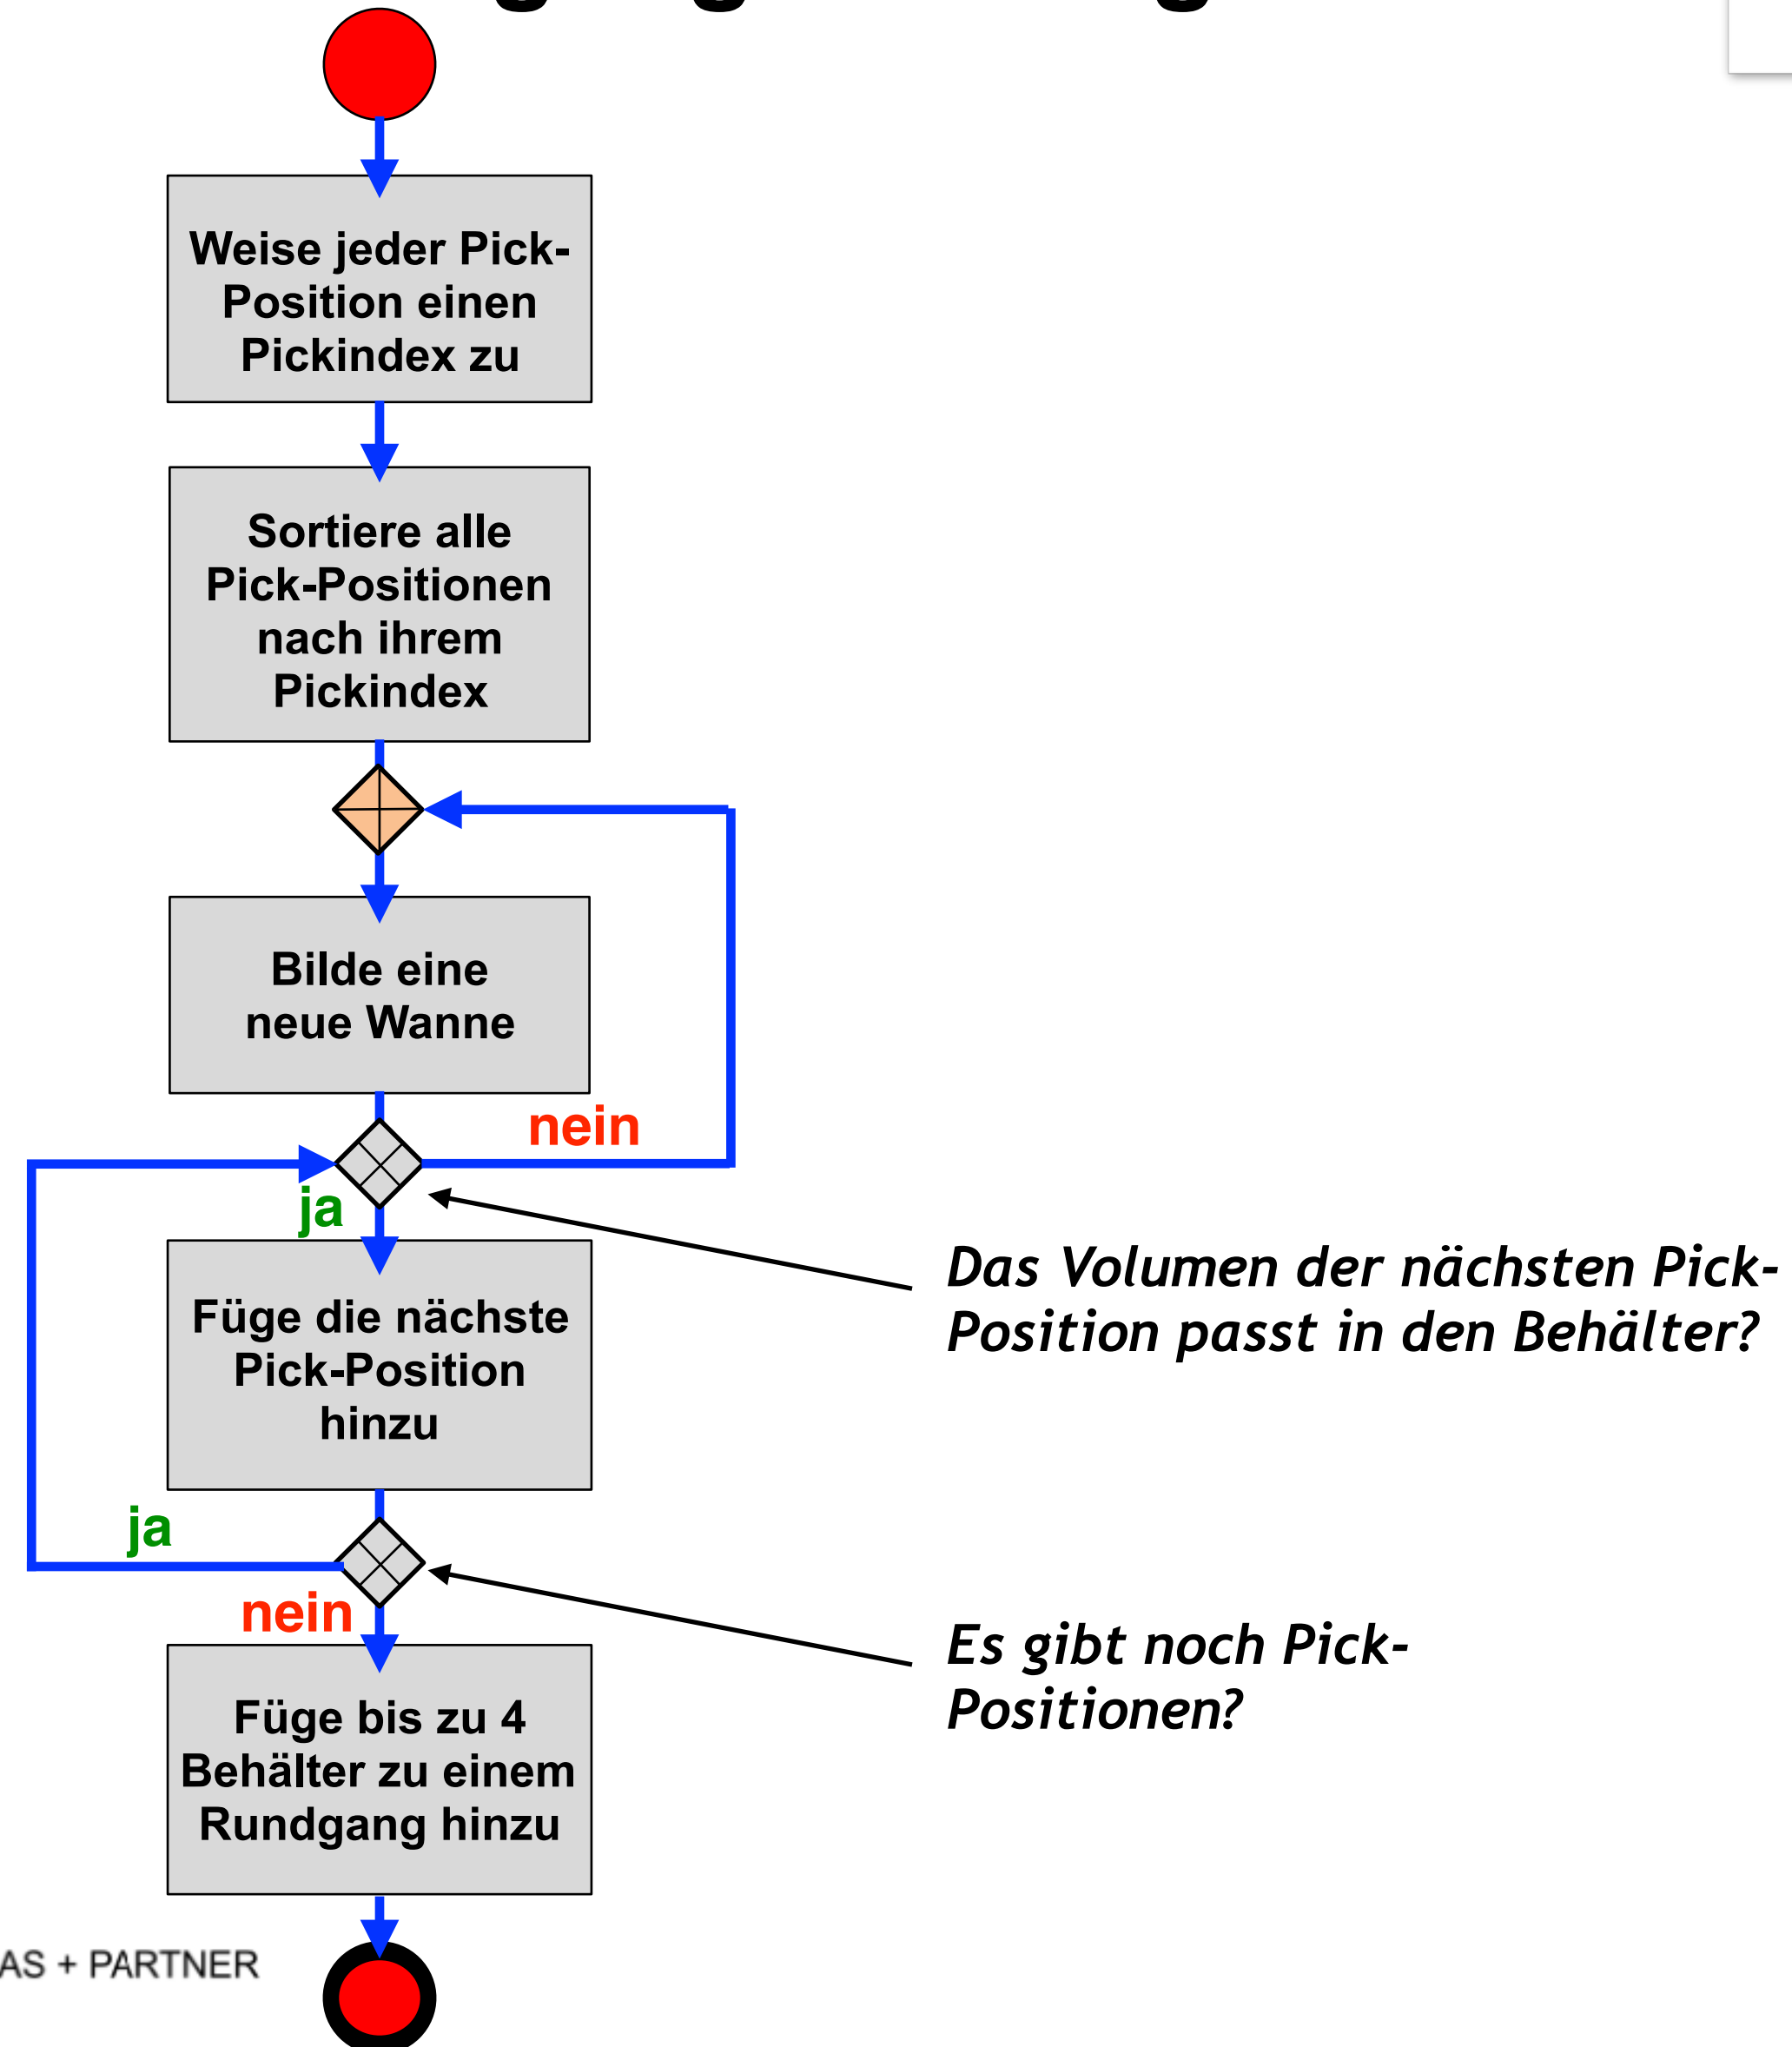 Weise jeder Pick-
Position einen
Pickindex zu
Sortiere alle
Pick-Positionen
nach ihrem
Pickindex
Bilde eine
neue Wanne
nein
ja
Das Volumen der nächsten Pick-
Position passt in den Behälter?
Füge die nächste
Pick-Position
hinzu
ja
nein
Es gibt noch Pick-
Positionen?
Füge bis zu 4
Behälter zu einem
Rundgang hinzu
AS + PARTNER